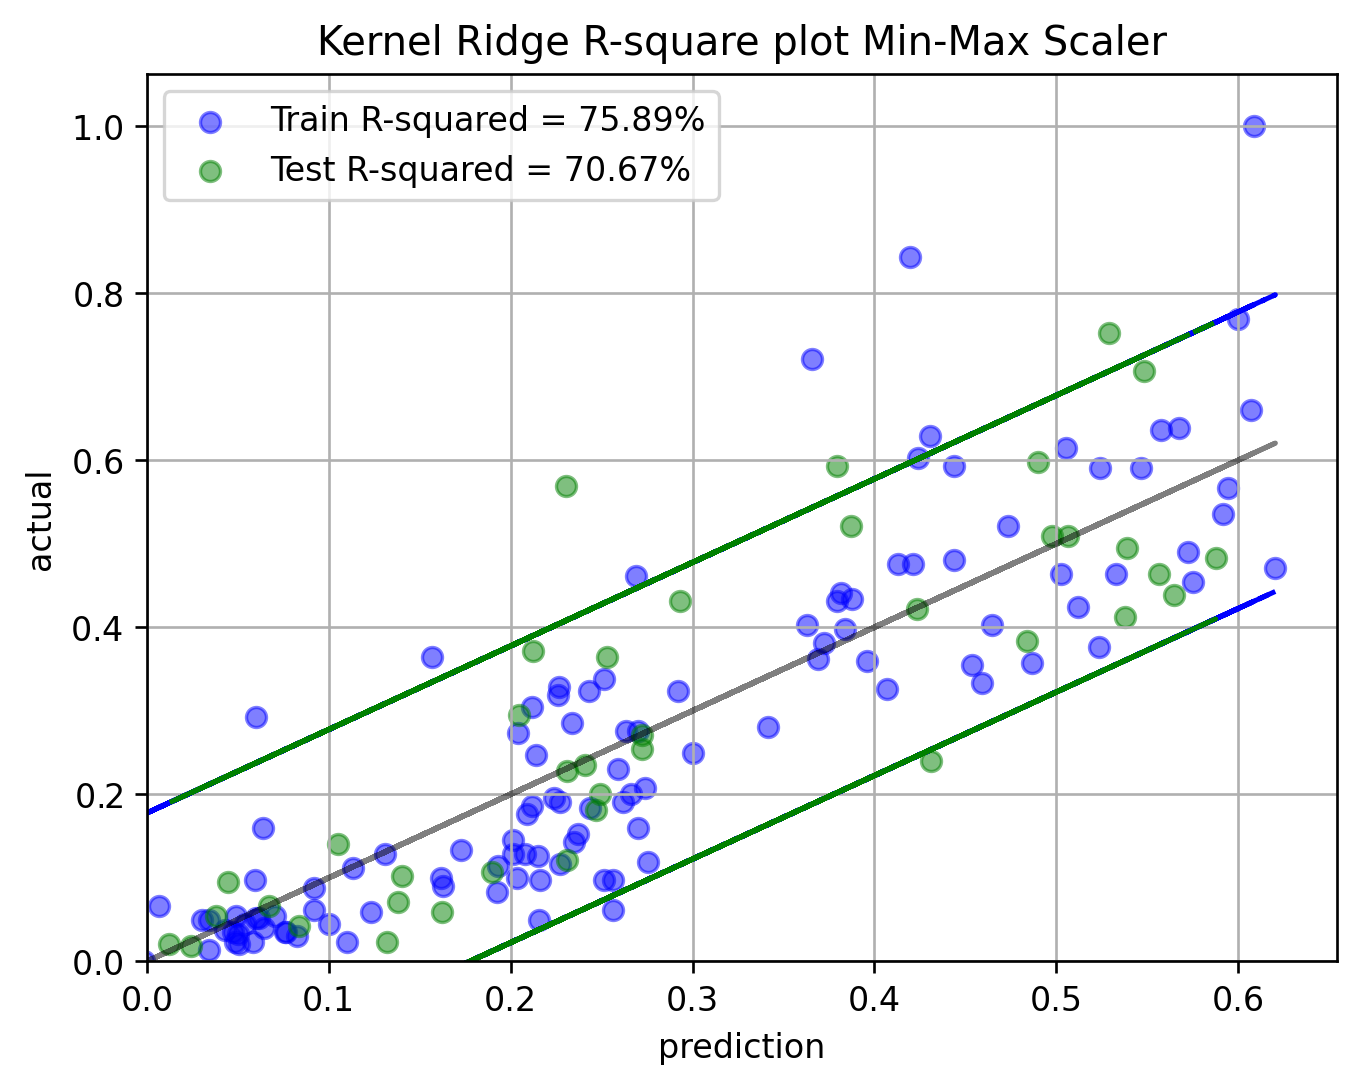 Kernel Ridge R-square plot Min-Max Scaler
Train R-squared = 75.89%
Test R-squared = 70.67%
1.0
0.8
0.6
0.4
0.2
0.0
actual
0.0 0.1 0.2 0.3 0.4 0.5 0.6
prediction